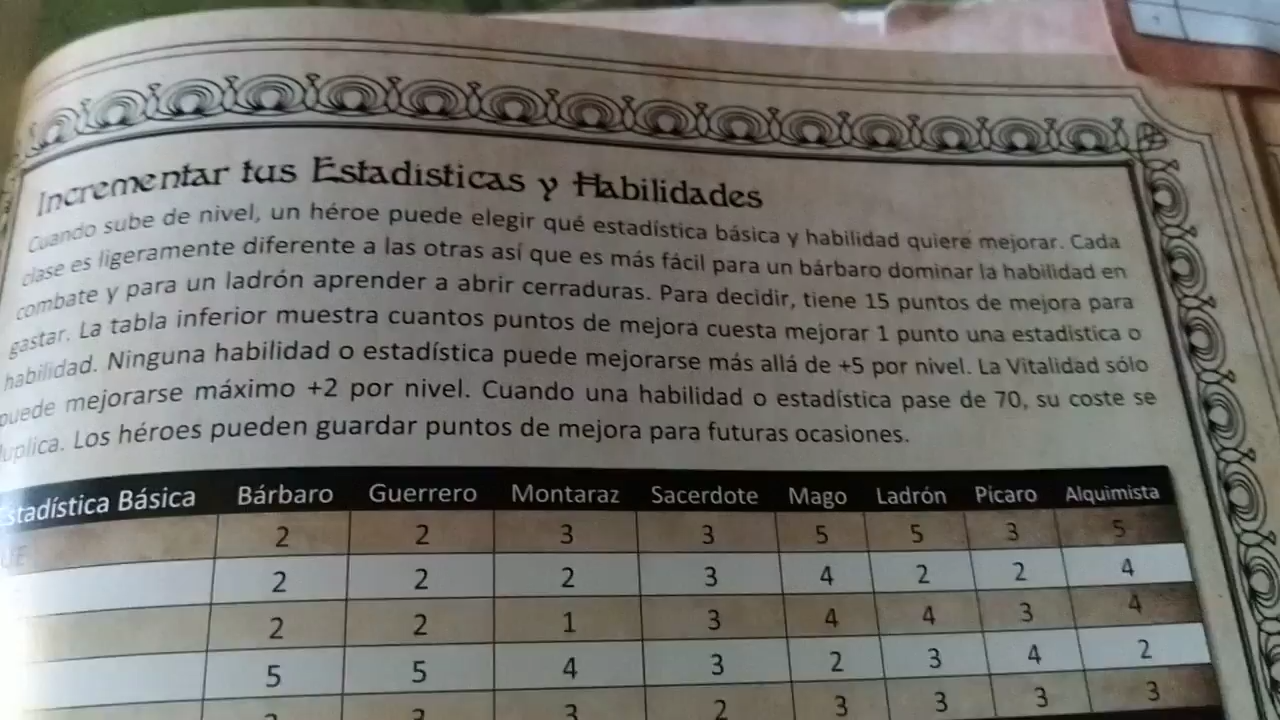 Incrementar tus Estadisticas y Habilidades
Cuando sube de nivel, un héroe puede elegir qué estadística básica y habilidad quiere mejorar. Cada
clase es ligeramente diferente a las otras así que es más fácil para un bárbaro dominar la habilidad en
combate y para un ladrón aprender a abrir cerraduras. Para decidir, tiene 15 puntos de mejora para
gastar. La tabla inferior muestra cuantos puntos de mejora cuesta mejorar 1 punto una estadística o
habilidad. Ninguna habilidad o estadística puede mejorarse más allá de +5 por nivel. La Vitalidad sólo
puede mejorarse máximo +2 por nivel. Cuando una habilidad o estadística pase de 70, su coste se
duplica. Los héroes pueden guardar puntos de mejora para futuras ocasiones.
Estadística Básica Bárbaro Guerrero Montaraz Sacerdote Mago Ladrón Pícaro Alquimista
2 2 3 3 5 5 3 5
2 2 2 3 4 2 2 4
2 2 1 3 4 4 3 4
5 5 4 3 2 3 4 2
3 3 2 3 3 3 3